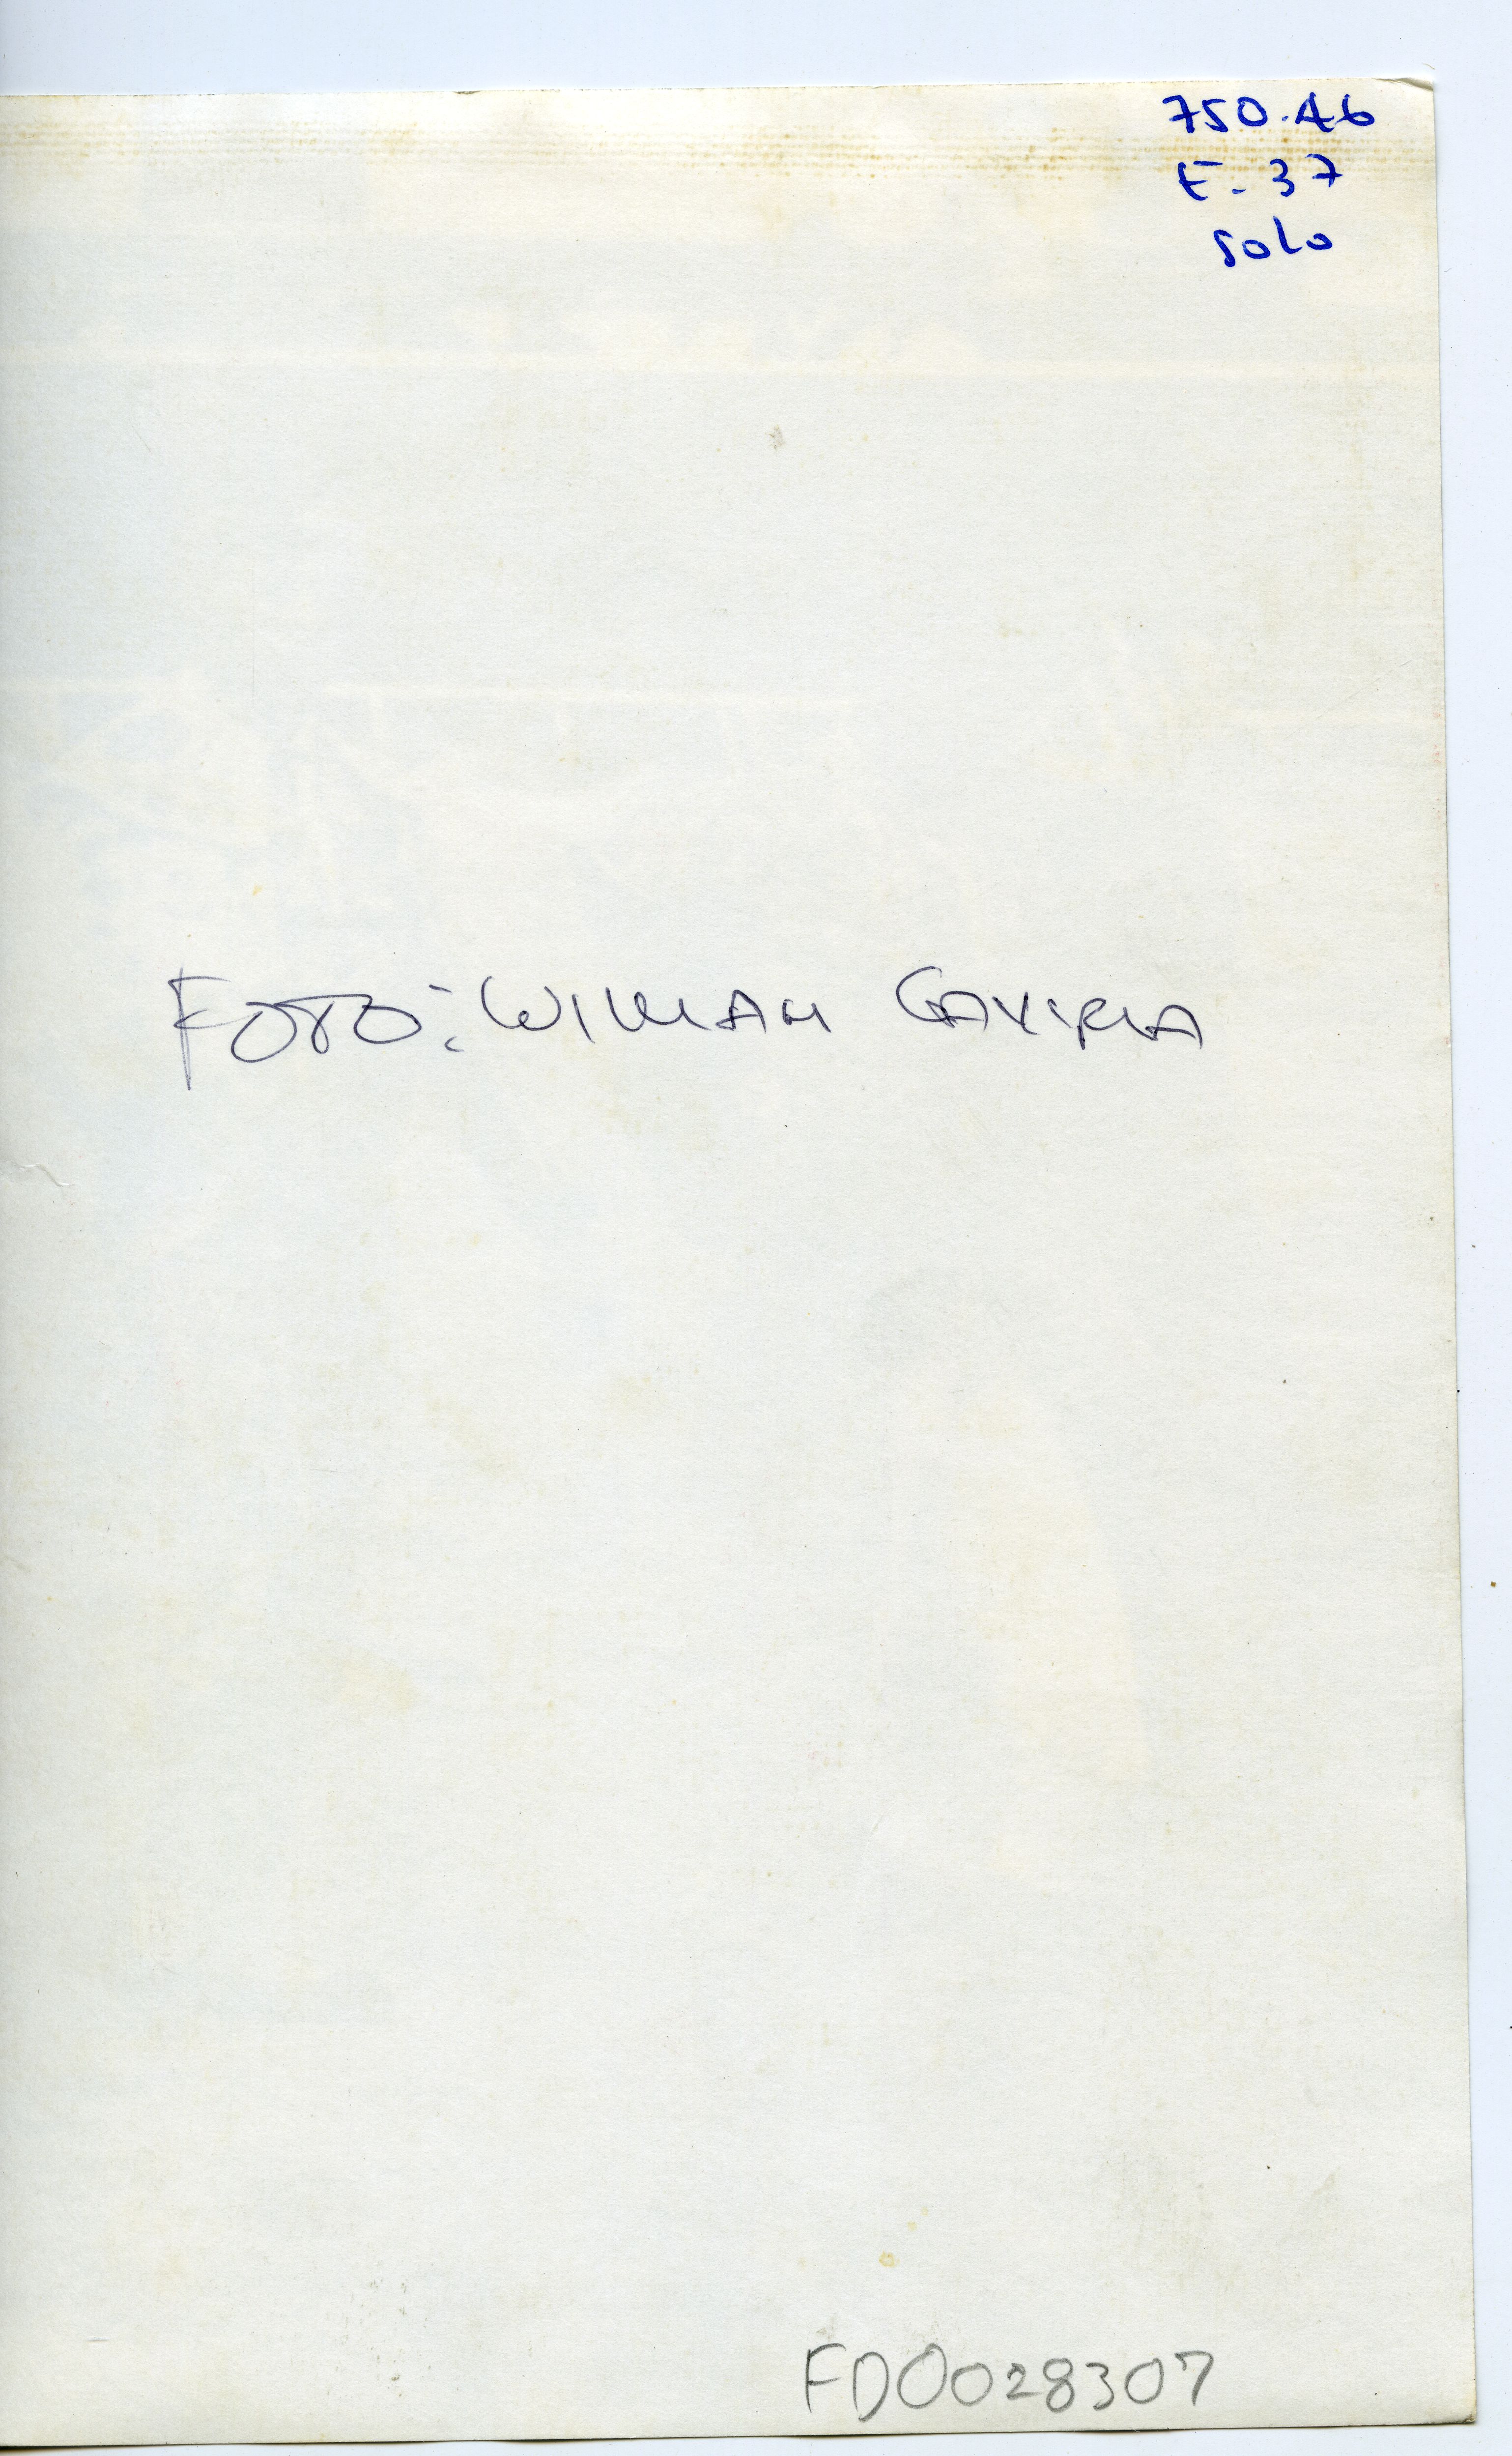 750.46
F-37
Solo
FOTO: WILLIAM GAVIRIA
FD0028307